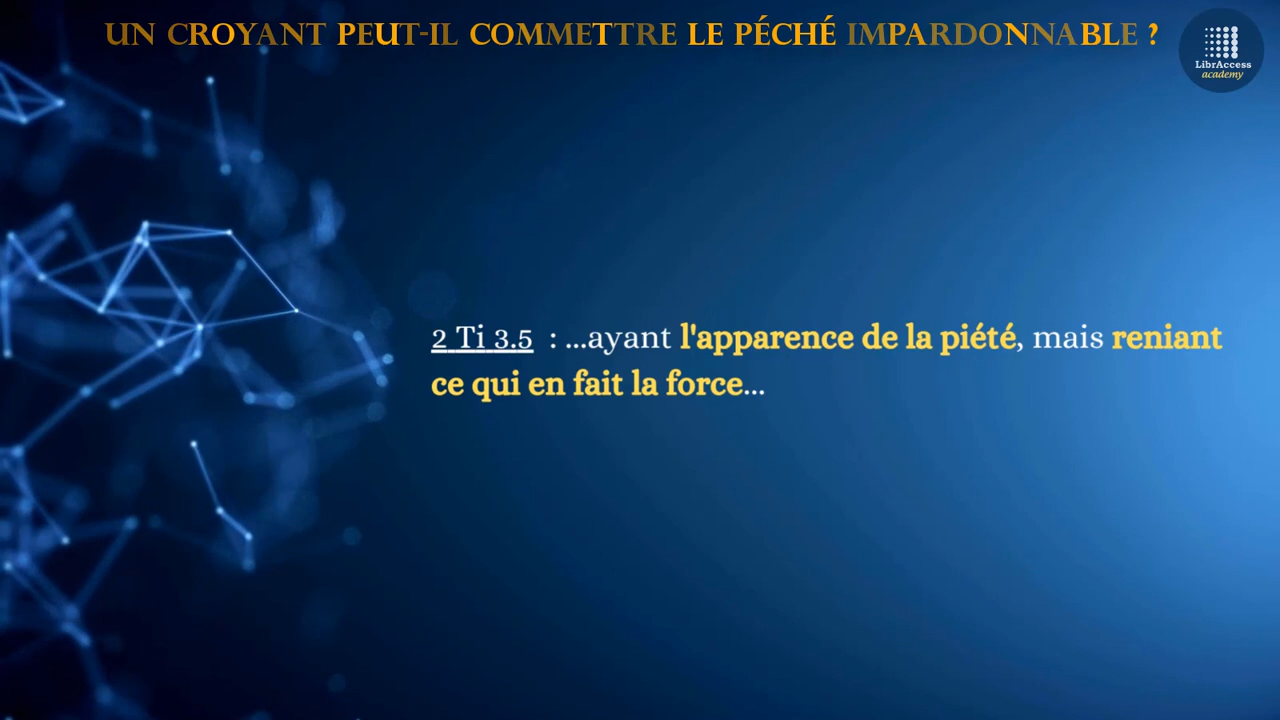 UN CROYANT PEUT-IL COMMETTRE LE PÉCHÉ IMPARDONNABLE ?
LibrAccess
academy
2 Ti 3.5 : ...ayant l'apparence de la piété, mais reniant
ce qui en fait la force...